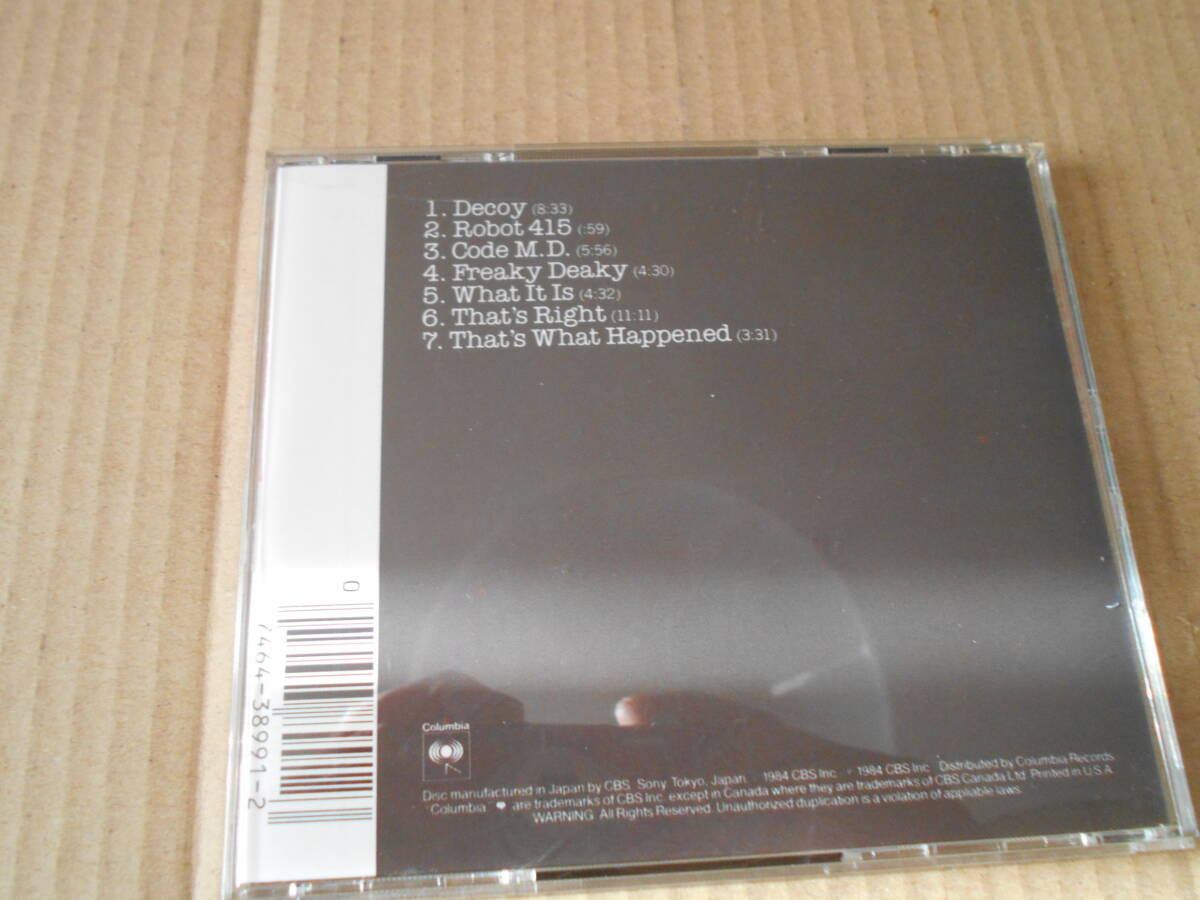 1. Decoy (8:33)
2. Robot 415 (:59)
3. Code M.D. (5:56)
4. Freaky Deaky (4:30)
5. What It Is (4:32)
6. That's Right (11:11)
7. That's What Happened (3:31)
0
7464-38991-2
Columbia
Disc manufactured in Japan by CBS Sony Tokyo, Japan. 1984 CBS Inc. 1984 CBS Inc. Distributed by Columbia Records
Columbia are trademarks of CBS Inc. except in Canada where they are trademarks of CBS Canada Ltd. Printed in U.S.A.
WARNING All Rights Reserved. Unauthorized duplication is a violation of appliable laws.